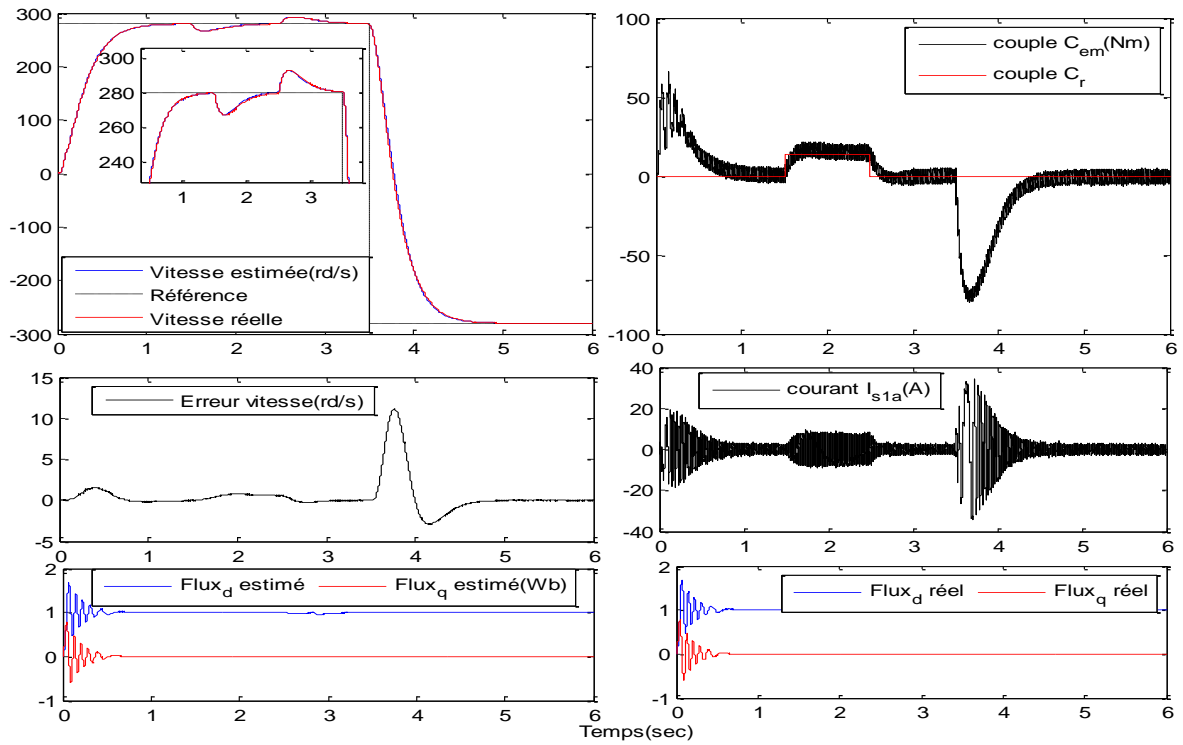 300
200
100
0
-100
-200
-300
0 1 2 3 4 5 6
300
280
260
240
1 2 3
Vitesse estimée(rd/s)
Référence
Vitesse réelle
100
50
0
-50
-100
0 1 2 3 4 5 6
couple C_em(Nm)
couple C_r
15
10
5
0
-5
0 1 2 3 4 5 6
Erreur vitesse(rd/s)
40
20
0
-20
-40
0 1 2 3 4 5 6
courant I_s1a(A)
2
1
0
-1
0 1 2 3 4 5 6
Flux_d estimé Flux_q estimé(Wb)
2
1
0
-1
0 1 2 3 4 5 6
Flux_d réel Flux_q réel
Temps(sec)